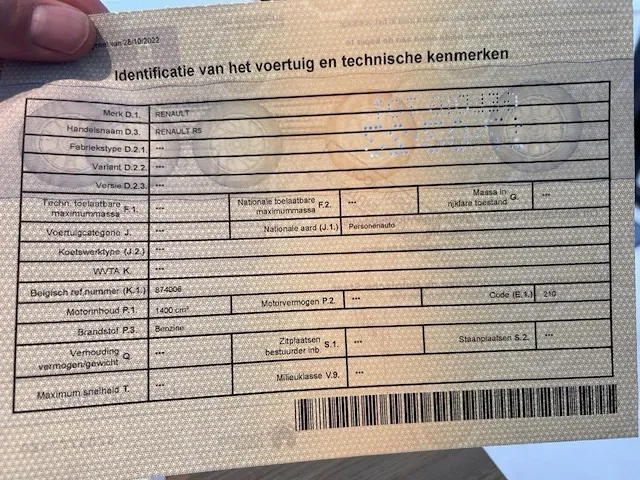 28/10/2022
Identificatie van het voertuig en technische kenmerken
Merk D.1. RENAULT
Handelsnaam D.3. RENAULT R5
Fabriekstype D.2.1. ---
Variant D.2.2. ---
Versie D.2.3. ---
Techn. toelaatbare maximummassa F.1. --- Nationale toelaatbare maximummassa F.2. --- Massa in rijklare toestand G. ---
Voertuigcategorie J. --- Nationale aard (J.1.) Personenauto
Koetswerktype (J.2.) ---
WVTA K. ---
Belgisch ref.nummer (K.1.) 874006
Motorinhoud P.1. 1400 cm³ Motorvermogen P.2. --- Code (E.1.) 210
Brandstof P.3. Benzine
Verhouding vermogen/gewicht Q. --- Zitplaatsen bestuurder inb. S.1. --- Staanplaatsen S.2. ---
Maximum snelheid T. --- Milieuklasse V.9. ---